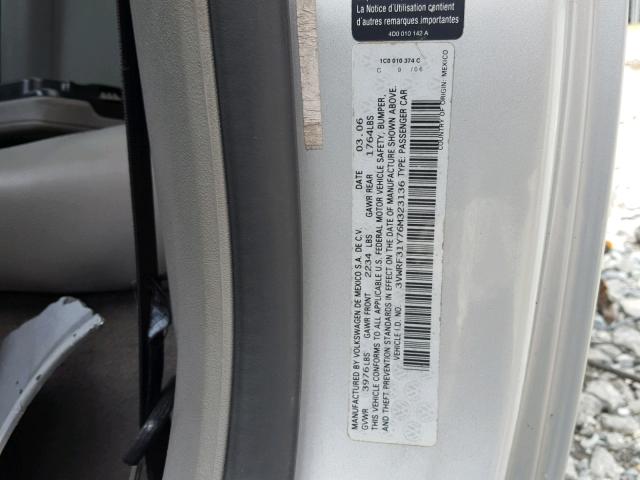 La Notice d'Utilisation contient
d'autres remarques importantes
4D0 010 142 A
1C0 010 374 C
C 9 /06
MANUFACTURED BY VOLKSWAGEN DE MEXICO S.A. DE C.V. DATE 03.06
GVWR 3976LBS GAWR FRONT 2234 LBS GAWR REAR 1764LBS
THIS VEHICLE CONFORMS TO ALL APPLICABLE U.S. FEDERAL MOTOR VEHICLE SAFETY, BUMPER,
AND THEFT PREVENTION STANDARDS IN EFFECT ON THE DATE OF MANUFACTURE SHOWN ABOVE.
VEHICLE I.D. NO. 3VWRF31Y76M323136 TYPE: PASSENGER CAR
COUNTRY OF ORIGIN: MEXICO